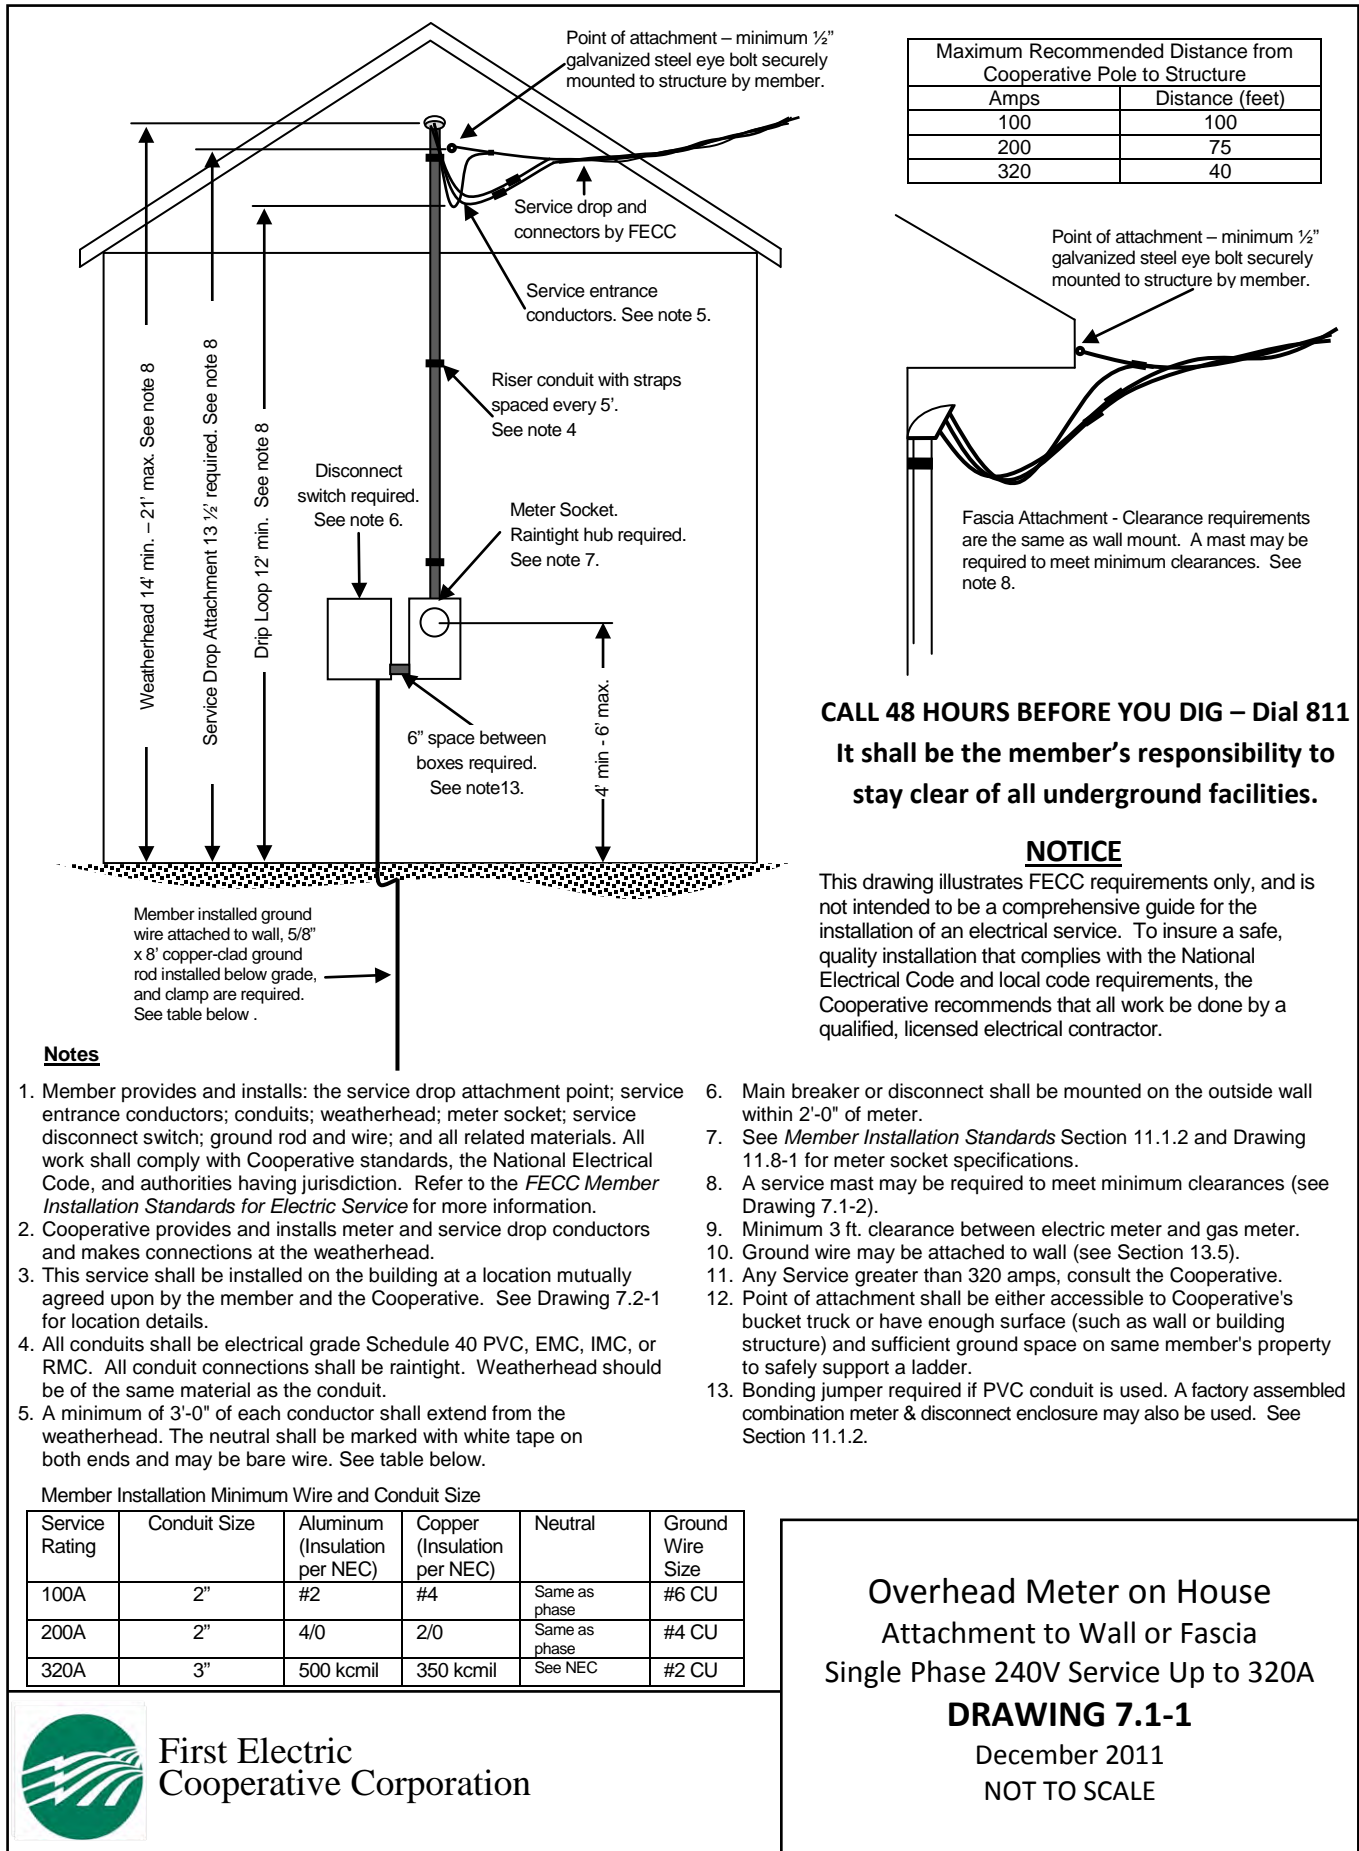 Point of attachment – minimum ½”
galvanized steel eye bolt securely
mounted to structure by member.
Maximum Recommended Distance from
Cooperative Pole to Structure
Amps Distance (feet)
100 100
200 75
320 40
Service drop and
connectors by FECC
Point of attachment – minimum ½”
galvanized steel eye bolt securely
mounted to structure by member.
Service entrance
conductors. See note 5.
Weatherhead 14’ min. – 21’ max. See note 8
Service Drop Attachment 13 ½’ required. See note 8
Drip Loop 12’ min. See note 8
Riser conduit with straps
spaced every 5’.
See note 4
Disconnect
switch required.
See note 6.
Meter Socket.
Raintight hub required.
See note 7.
Fascia Attachment - Clearance requirements
are the same as wall mount. A mast may be
required to meet minimum clearances. See
note 8.
6” space between
boxes required.
See note13.
4’ min - 6’ max.
CALL 48 HOURS BEFORE YOU DIG – Dial 811
It shall be the member’s responsibility to
stay clear of all underground facilities.
NOTICE
This drawing illustrates FECC requirements only, and is
not intended to be a comprehensive guide for the
installation of an electrical service. To insure a safe,
quality installation that complies with the National
Electrical Code and local code requirements, the
Cooperative recommends that all work be done by a
qualified, licensed electrical contractor.
Member installed ground
wire attached to wall, 5/8”
x 8’ copper-clad ground
rod installed below grade,
and clamp are required.
See table below .
Notes
1. Member provides and installs: the service drop attachment point; service
entrance conductors; conduits; weatherhead; meter socket; service
disconnect switch; ground rod and wire; and all related materials. All
work shall comply with Cooperative standards, the National Electrical
Code, and authorities having jurisdiction. Refer to the FECC Member
Installation Standards for Electric Service for more information.
2. Cooperative provides and installs meter and service drop conductors
and makes connections at the weatherhead.
3. This service shall be installed on the building at a location mutually
agreed upon by the member and the Cooperative. See Drawing 7.2-1
for location details.
4. All conduits shall be electrical grade Schedule 40 PVC, EMC, IMC, or
RMC. All conduit connections shall be raintight. Weatherhead should
be of the same material as the conduit.
5. A minimum of 3'-0" of each conductor shall extend from the
weatherhead. The neutral shall be marked with white tape on
both ends and may be bare wire. See table below.
6. Main breaker or disconnect shall be mounted on the outside wall
within 2'-0" of meter.
7. See Member Installation Standards Section 11.1.2 and Drawing
11.8-1 for meter socket specifications.
8. A service mast may be required to meet minimum clearances (see
Drawing 7.1-2).
9. Minimum 3 ft. clearance between electric meter and gas meter.
10. Ground wire may be attached to wall (see Section 13.5).
11. Any Service greater than 320 amps, consult the Cooperative.
12. Point of attachment shall be either accessible to Cooperative's
bucket truck or have enough surface (such as wall or building
structure) and sufficient ground space on same member's property
to safely support a ladder.
13. Bonding jumper required if PVC conduit is used. A factory assembled
combination meter & disconnect enclosure may also be used. See
Section 11.1.2.
Member Installation Minimum Wire and Conduit Size
Service Rating Conduit Size Aluminum (Insulation per NEC) Copper (Insulation per NEC) Neutral Ground Wire Size
100A 2” #2 #4 Same as phase #6 CU
200A 2” 4/0 2/0 Same as phase #4 CU
320A 3” 500 kcmil 350 kcmil See NEC #2 CU
First Electric
Cooperative Corporation
Overhead Meter on House
Attachment to Wall or Fascia
Single Phase 240V Service Up to 320A
DRAWING 7.1-1
December 2011
NOT TO SCALE